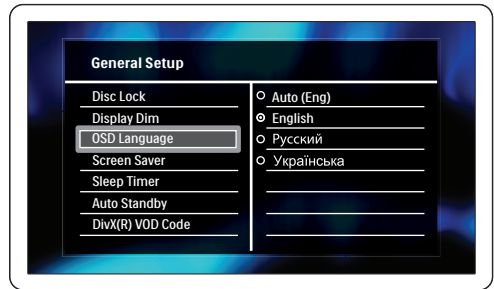 General Setup
Disc Lock
Display Dim
OSD Language
Screen Saver
Sleep Timer
Auto Standby
DivX(R) VOD Code
Auto (Eng)
English
Русский
Українська